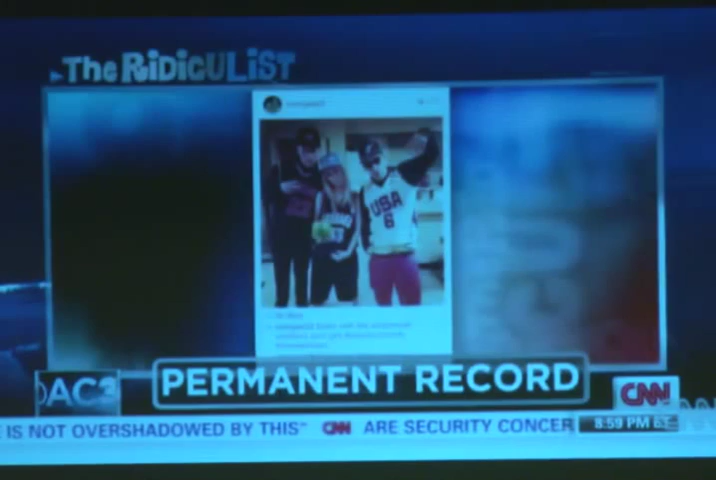 The RiDiCULiST
USA
6
PERMANENT RECORD
AC3
CNN
IS NOT OVERSHADOWED BY THIS" CNN ARE SECURITY CONCER
8:59 PM ET